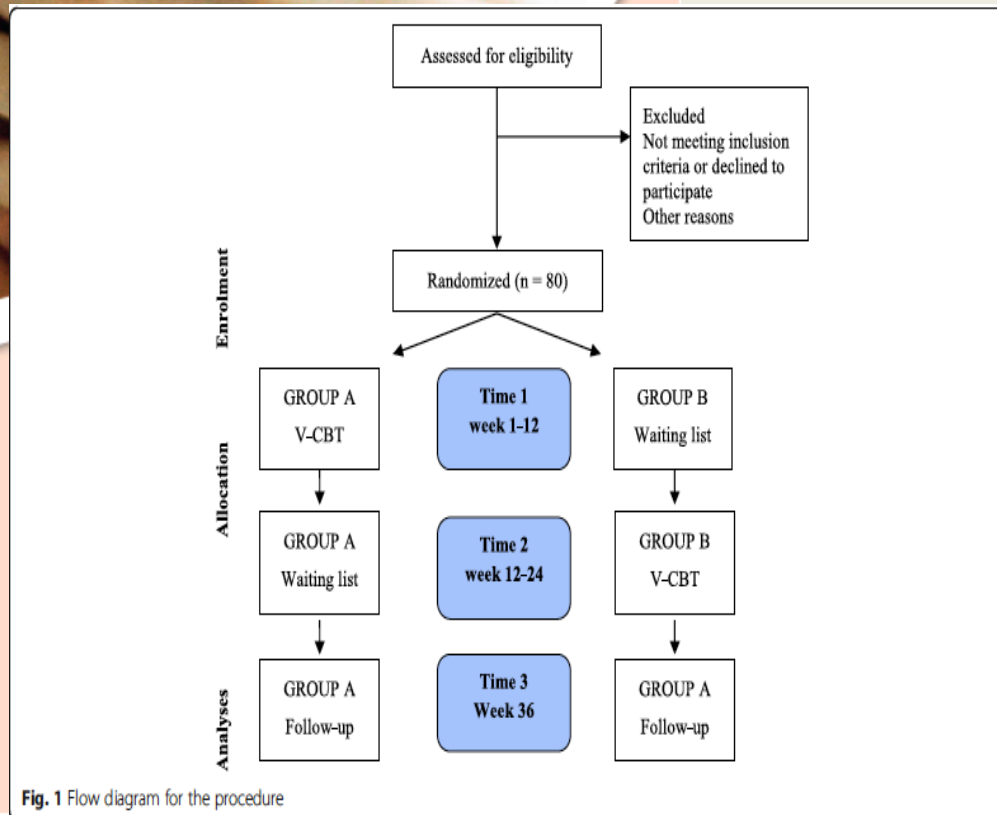 Assessed for eligibility
Excluded
Not meeting inclusion
criteria or declined to
participate
Other reasons
Enrolment
Randomized (n = 80)
GROUP A
V–CBT
Time 1
week 1–12
GROUP B
Waiting list
Allocation
GROUP A
Waiting list
Time 2
week 12–24
GROUP B
V–CBT
Analyses
GROUP A
Follow–up
Time 3
Week 36
GROUP A
Follow–up
Fig. 1 Flow diagram for the procedure